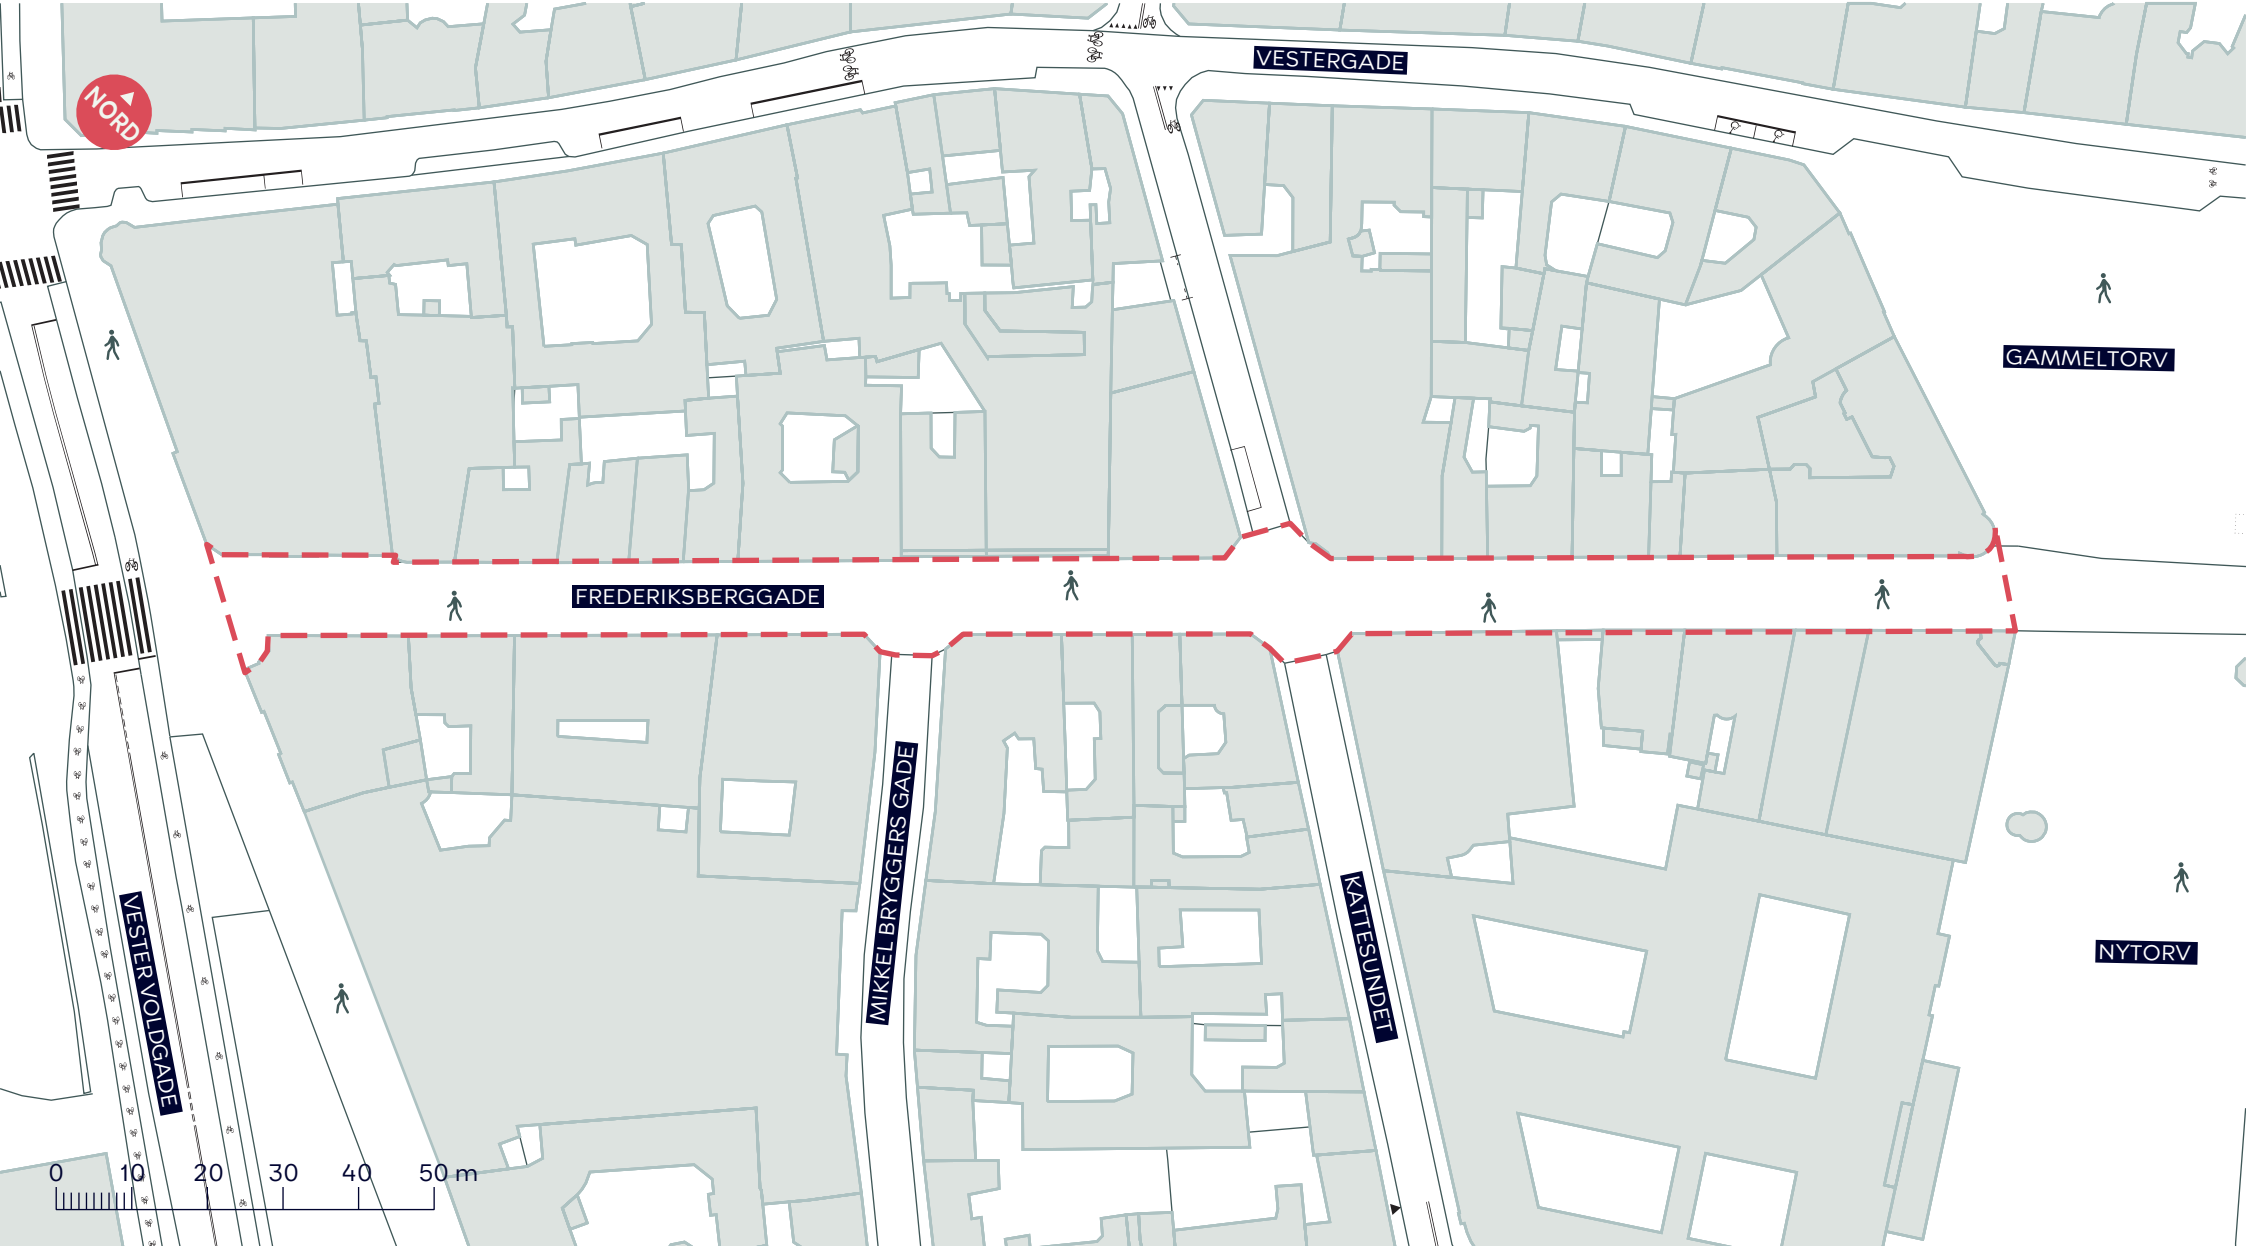 VESTERGADE
NORD
GAMMELTORV
FREDERIKSBERGGADE
MIKKEL BRYGGERS GADE
KATTESUNDET
VESTER VOLDGADE
NYTORV
0 10 20 30 40 50 m